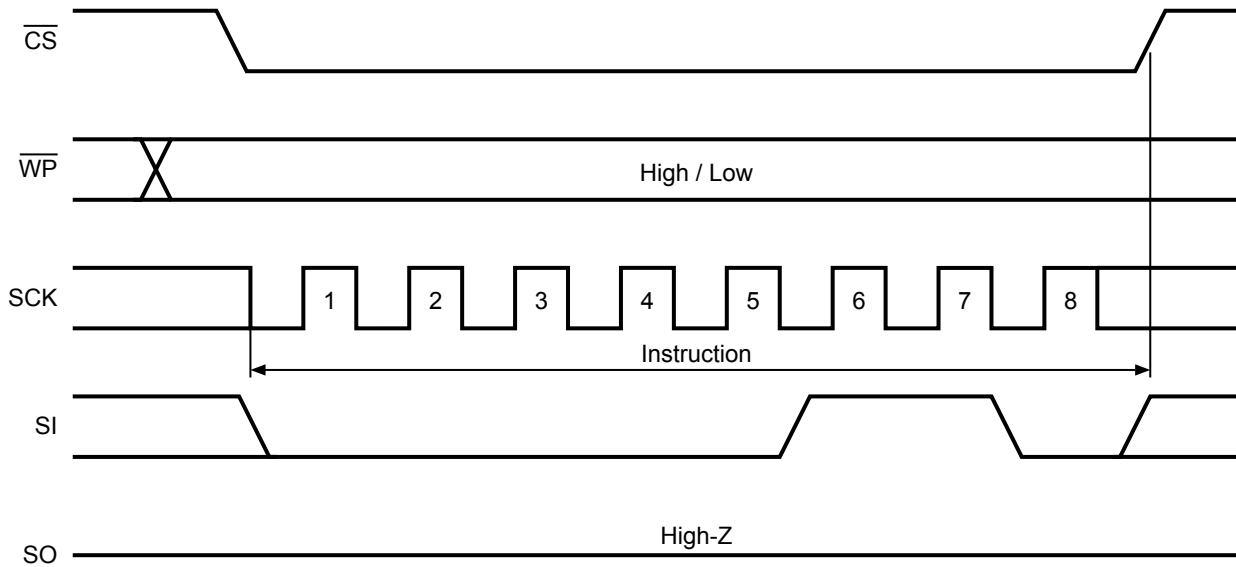 CS
WP
High / Low
SCK
1 2 3 4 5 6 7 8
Instruction
SI
High-Z
SO